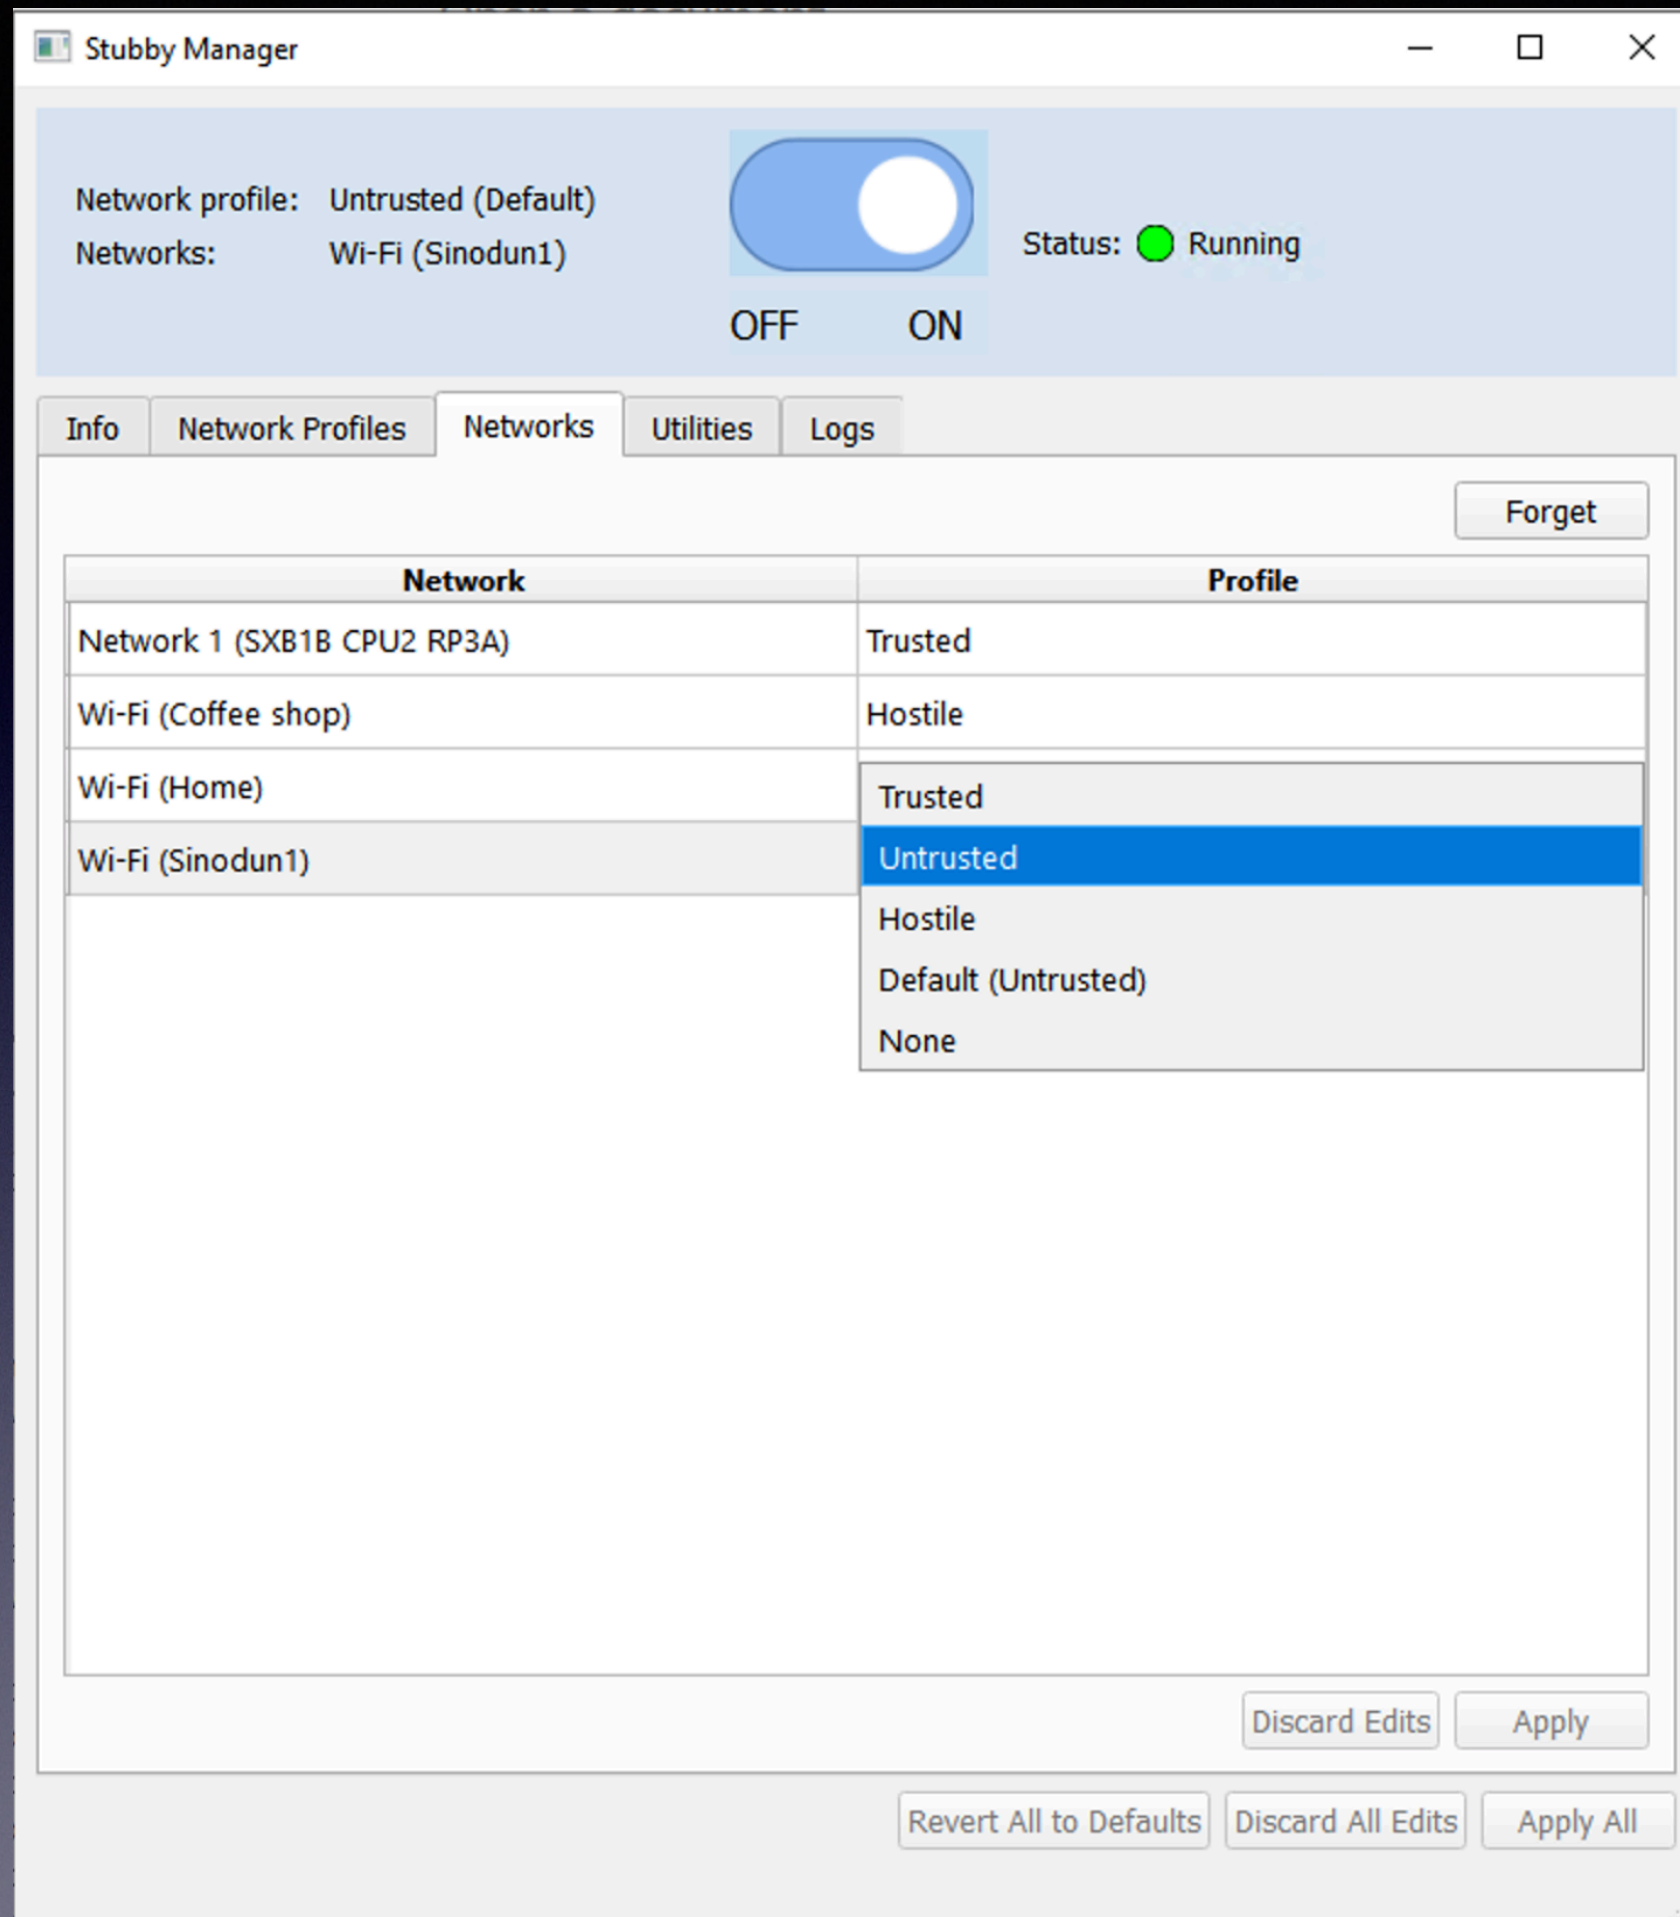 Stubby Manager
Network profile: Untrusted (Default)
Networks: Wi-Fi (Sinodun1)
Status: Running
OFF ON
Info Network Profiles Networks Utilities Logs
Forget
Network Profile
Network 1 (SXB1B CPU2 RP3A) Trusted
Wi-Fi (Coffee shop) Hostile
Wi-Fi (Home)
Trusted
Wi-Fi (Sinodun1) Untrusted
Hostile
Default (Untrusted)
None
Discard Edits Apply
Revert All to Defaults Discard All Edits Apply All